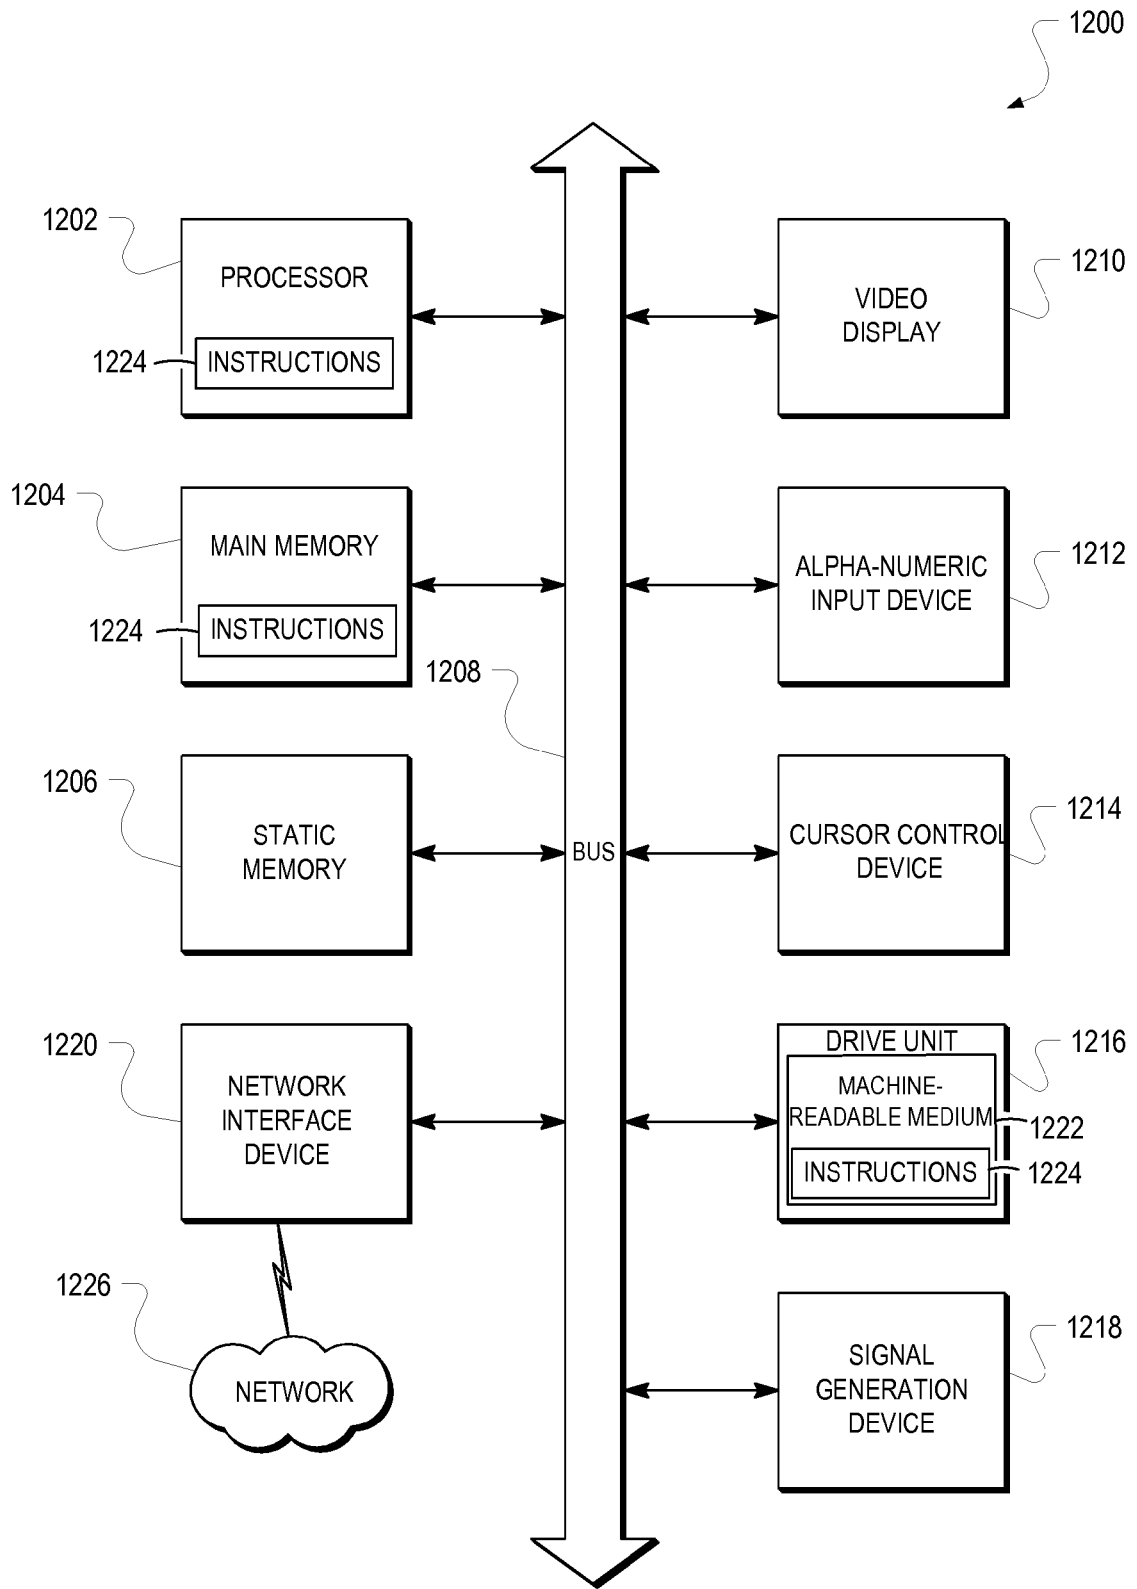 1200
1202
PROCESSOR
1224
INSTRUCTIONS
1210
VIDEO
DISPLAY
1204
MAIN MEMORY
1224
INSTRUCTIONS
1212
ALPHA-NUMERIC
INPUT DEVICE
1208
BUS
1206
STATIC
MEMORY
1214
CURSOR CONTROL
DEVICE
1220
NETWORK
INTERFACE
DEVICE
1216
DRIVE UNIT
MACHINE-
READABLE MEDIUM
1222
INSTRUCTIONS
1224
1226
NETWORK
1218
SIGNAL
GENERATION
DEVICE